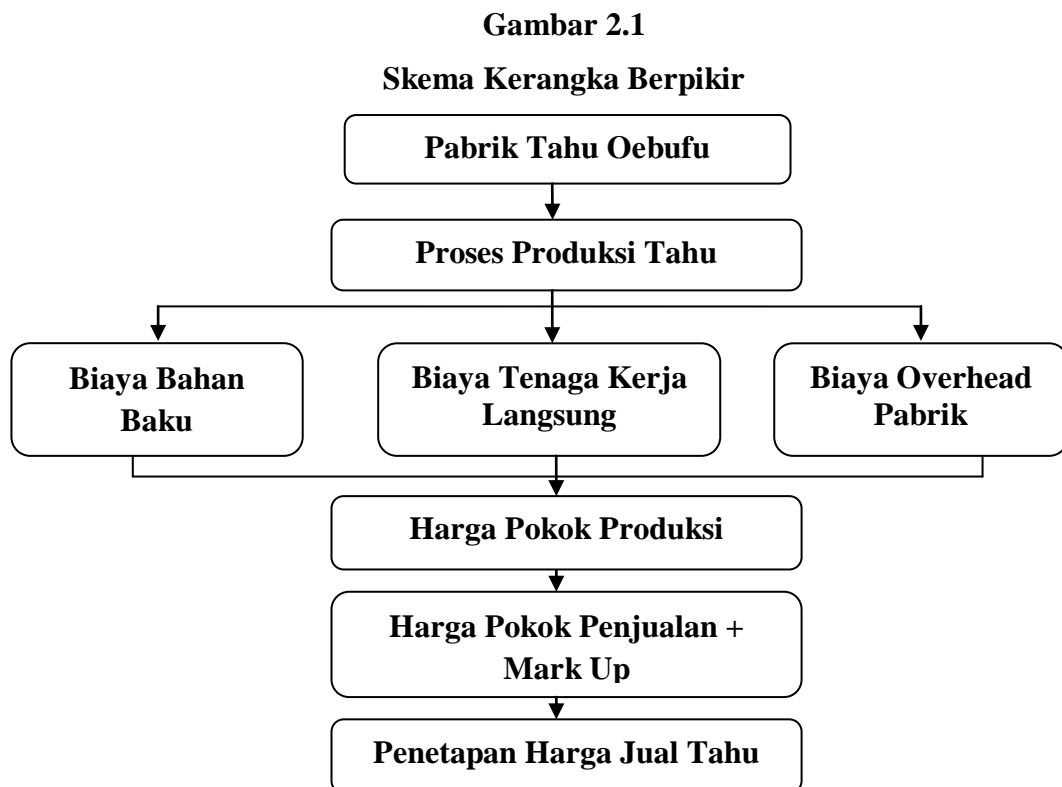 Gambar 2.1
Skema Kerangka Berpikir
Pabrik Tahu Oebufu
Proses Produksi Tahu
Biaya Bahan
Baku
Biaya Tenaga Kerja
Langsung
Biaya Overhead
Pabrik
Harga Pokok Produksi
Harga Pokok Penjualan +
Mark Up
Penetapan Harga Jual Tahu